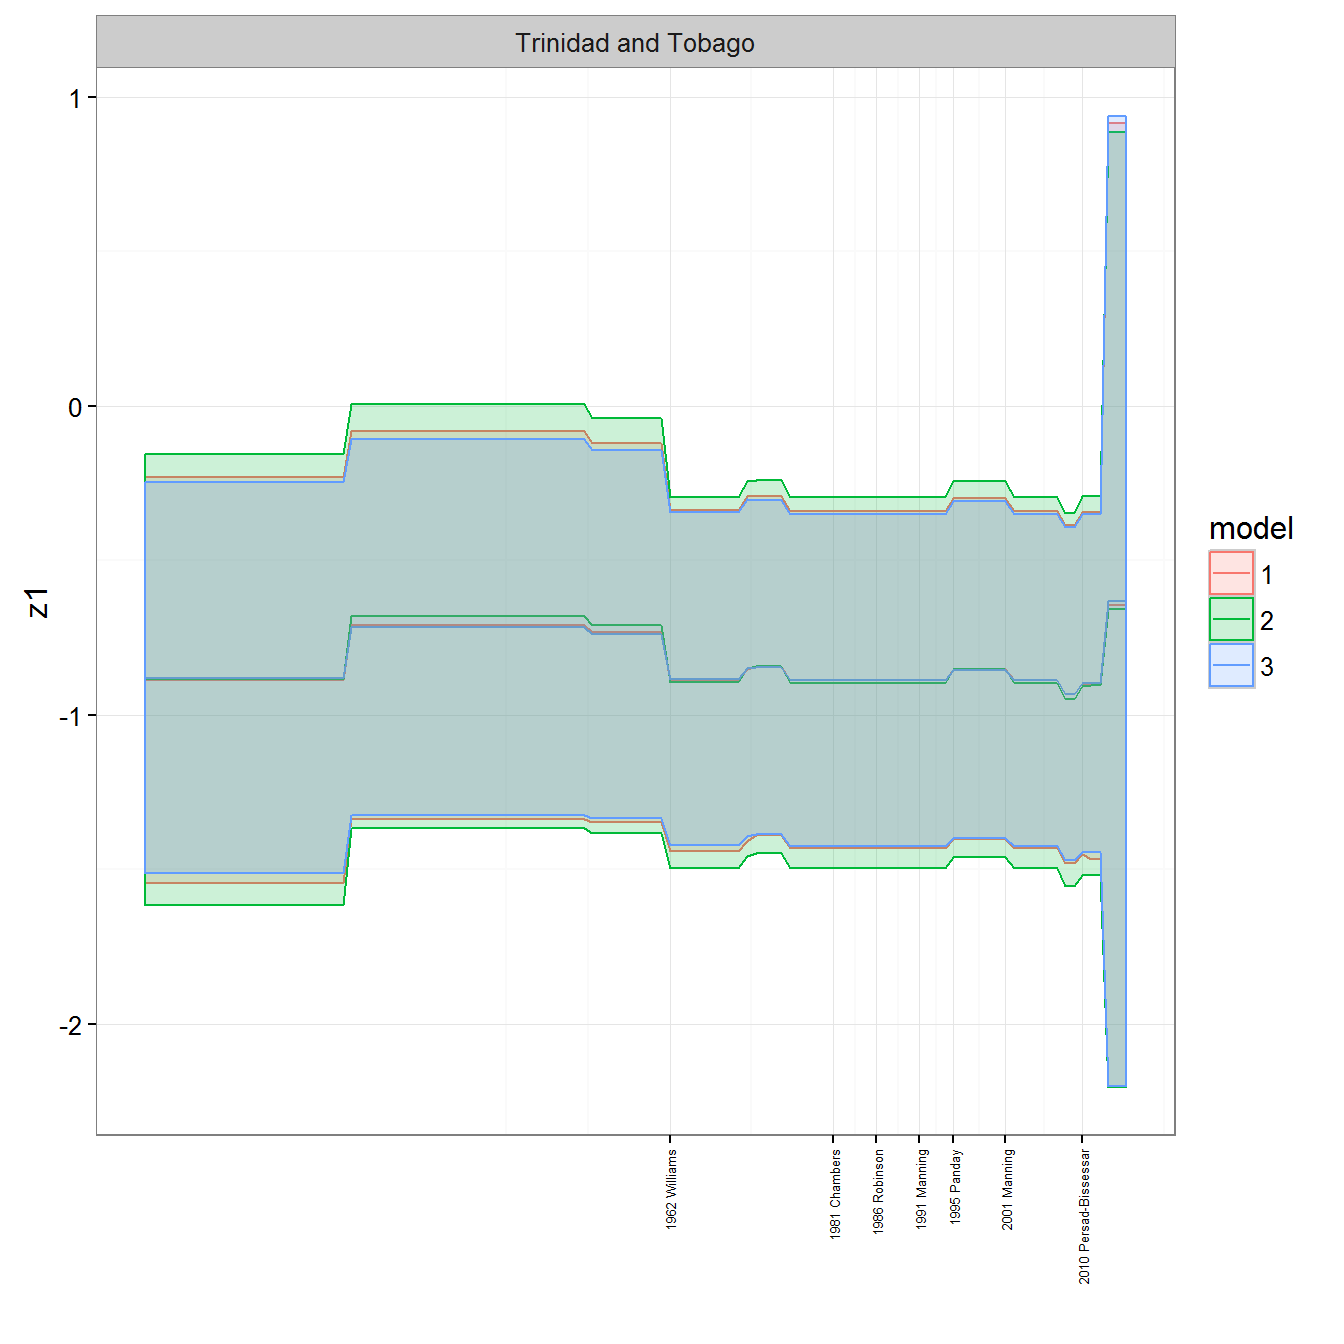 Trinidad and Tobago
1
0
-1
-2
z1
model
1
2
3
1962 Williams
1981 Chambers
1986 Robinson
1991 Manning
1995 Panday
2001 Manning
2010 Persad-Bissessar